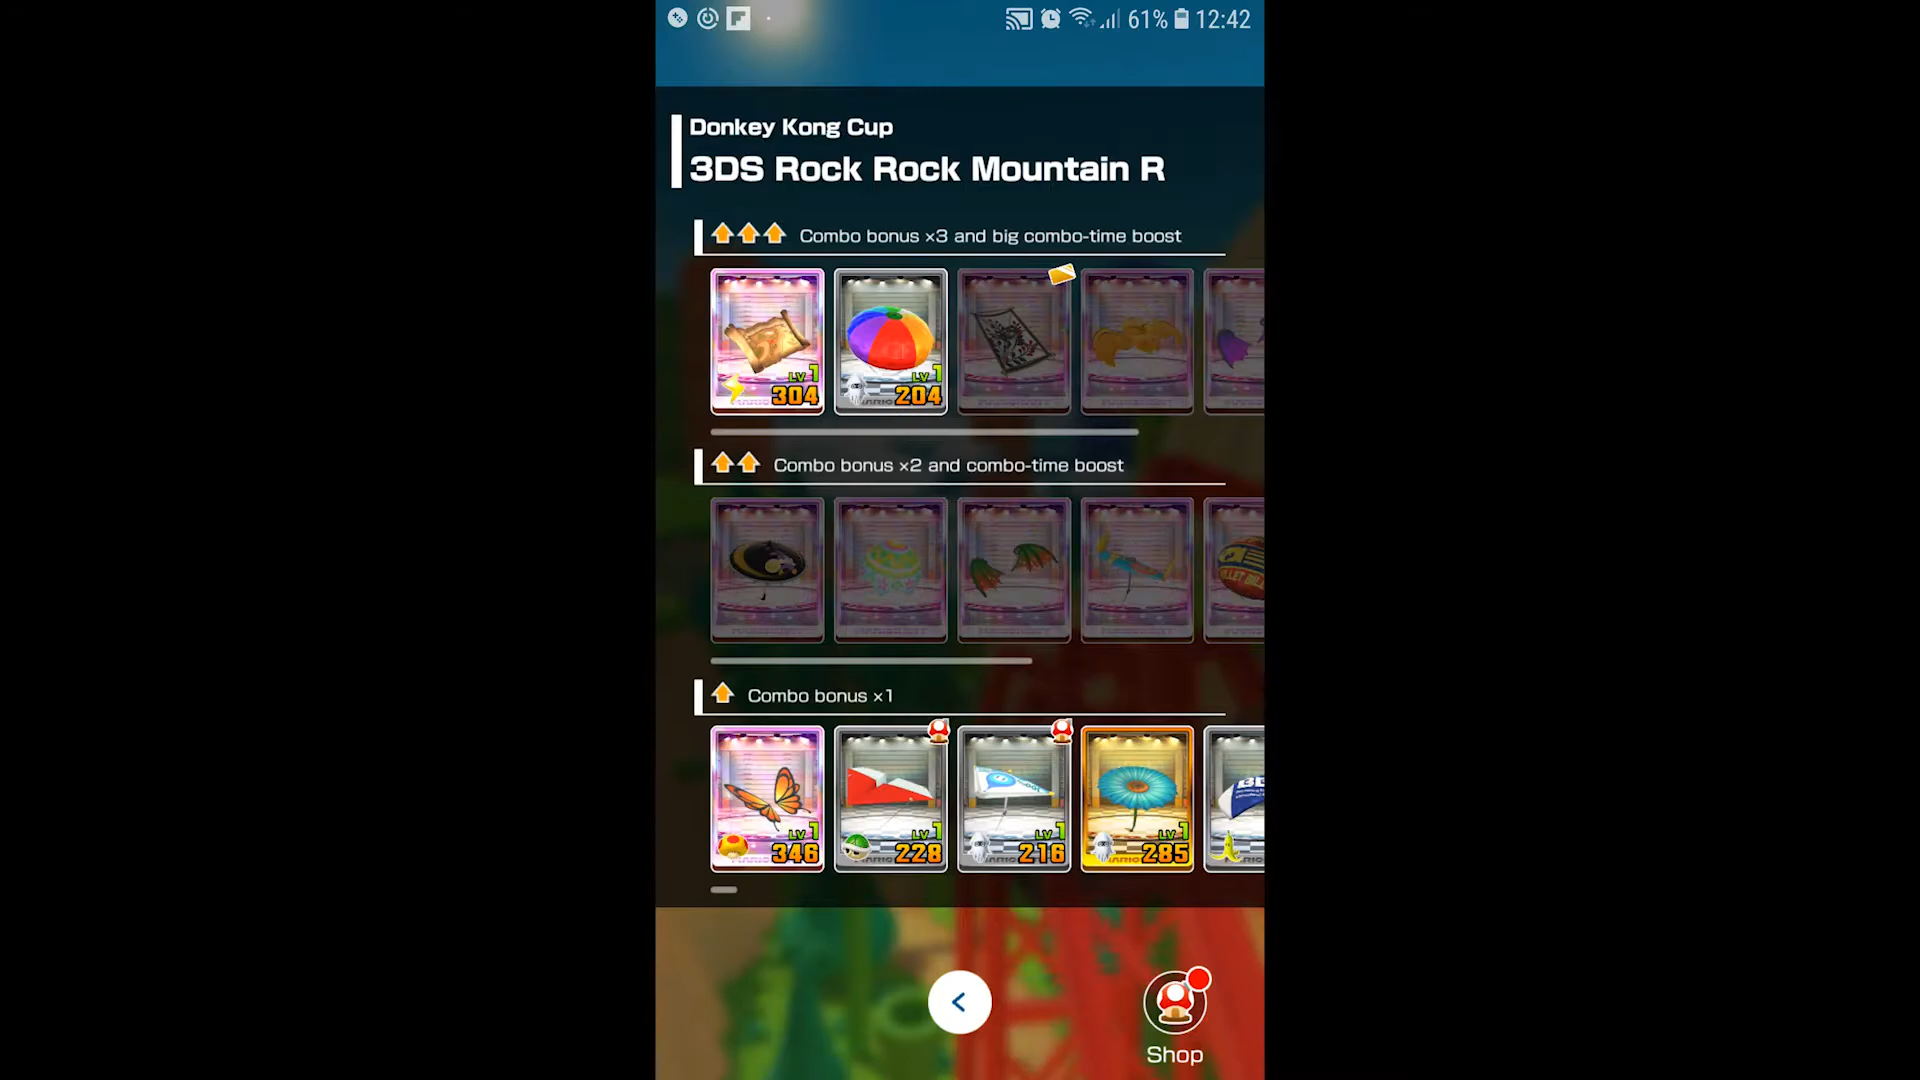 61% 12:42
Donkey Kong Cup
3DS Rock Rock Mountain R
Combo bonus ×3 and big combo-time boost
LV 1 LV 1
304 204
Combo bonus ×2 and combo-time boost
Combo bonus ×1
LV 1 LV 1 LV 1 LV 1
346 228 216 285
Shop